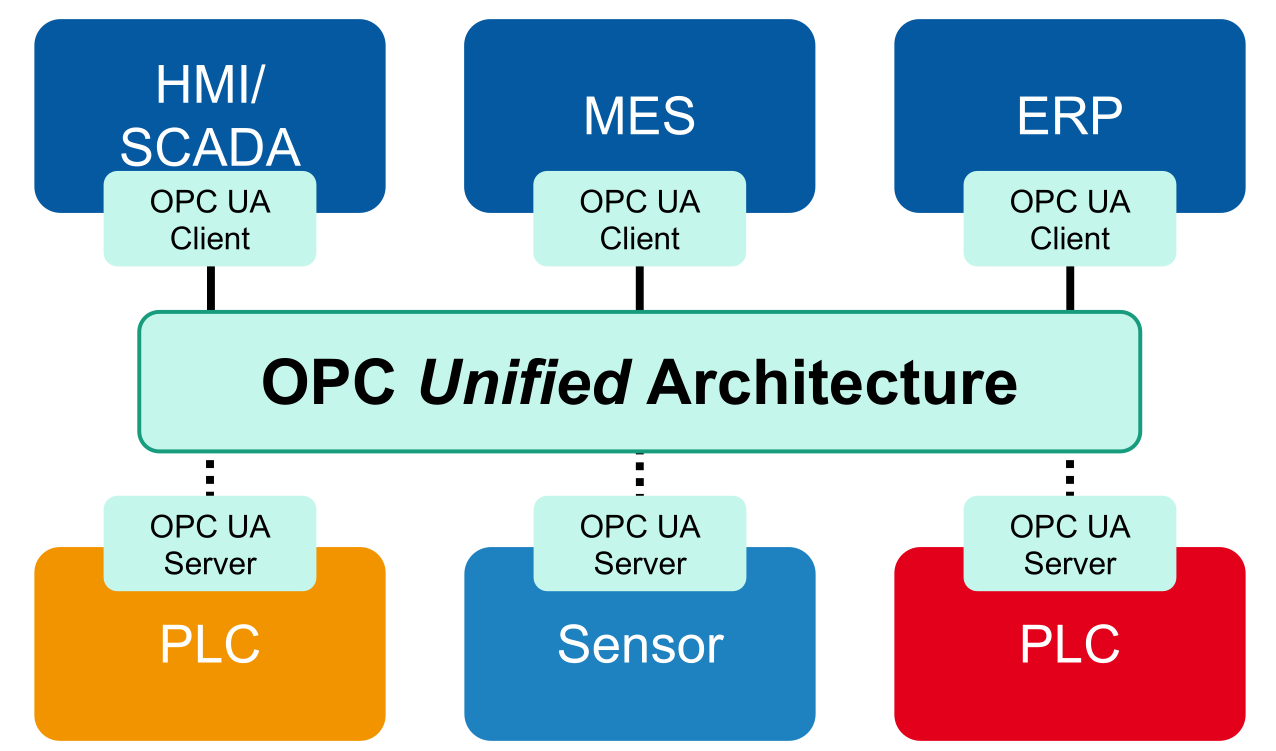 HMI/
SCADA
MES
ERP
OPC UA
Client
OPC UA
Client
OPC UA
Client
OPC Unified Architecture
OPC UA
Server
OPC UA
Server
OPC UA
Server
PLC
Sensor
PLC